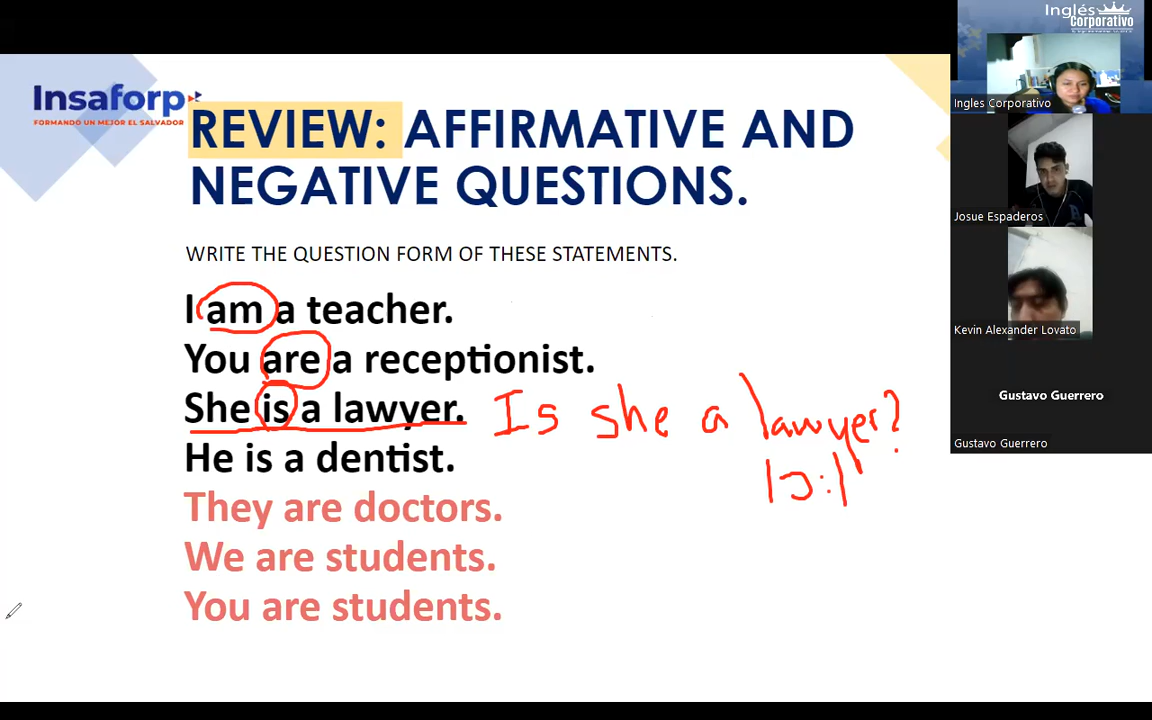 Inglés
Corporativo
Insaforp
FORMANDO UN MEJOR EL SALVADOR
REVIEW: AFFIRMATIVE AND
NEGATIVE QUESTIONS.
WRITE THE QUESTION FORM OF THESE STATEMENTS.
I am a teacher.
You are a receptionist.
She is a lawyer. Is she a lawyer?
He is a dentist.
They are doctors.
We are students.
You are students.
Ingles Corporativo
Josue Espaderos
Kevin Alexander Lovato
Gustavo Guerrero
Gustavo Guerrero